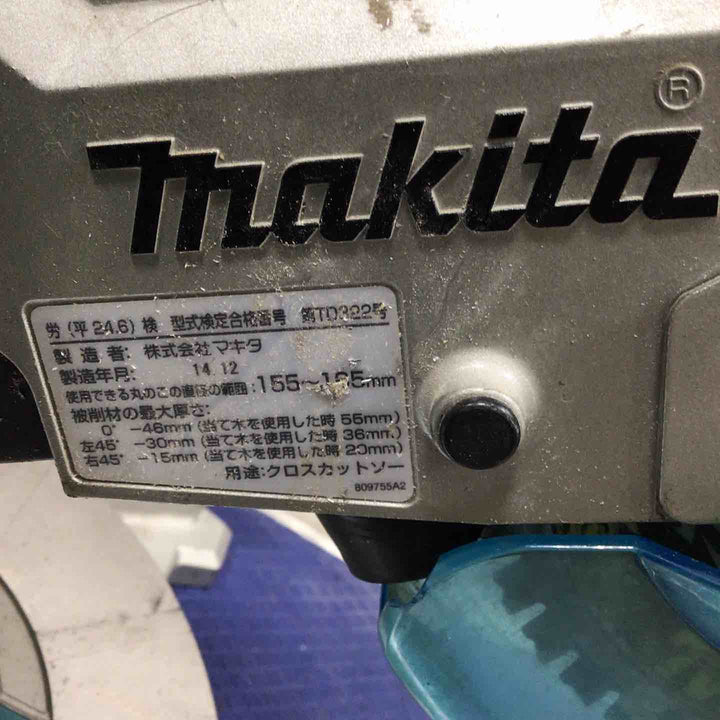 makita®
労 (平24.6) 検 型式検定合格番号 第TD322号
製造者: 株式会社マキタ
製造年月: 14 12
使用できる丸のこの直径の範囲: 155～165mm
被削材の最大厚さ:
0° -46mm (当て木を使用した時 55mm)
左45° -30mm (当て木を使用した時 36mm)
右45° -15mm (当て木を使用した時 20mm)
用途: クロスカットソー
809755A2